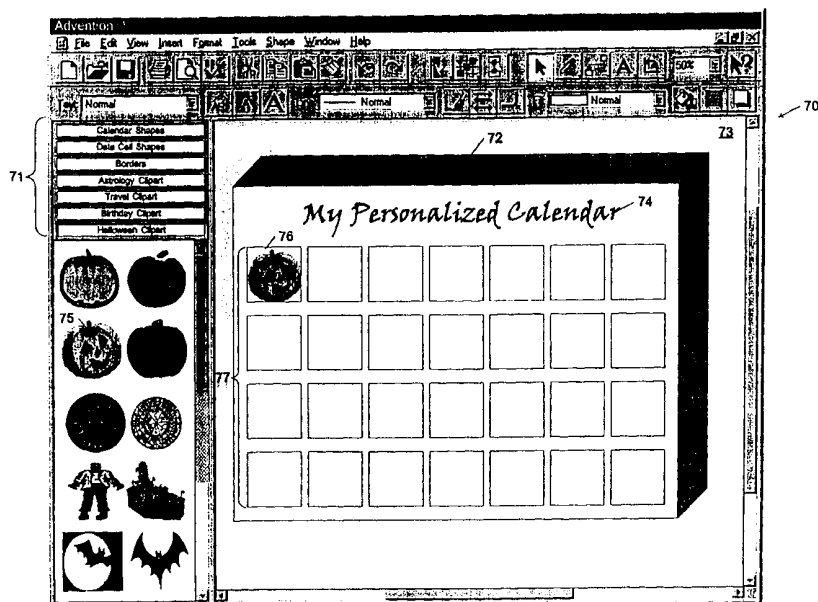 Adventron
File Edit View Insert Format Tools Shape Window Help
50%
Normal
Normal
Normal
70
71
Calendar Shapes
Date Cell Shapes
Borders
Astrology Clipart
Travel Clipart
Birthday Clipart
Halloween Clipart
72
73
My Personalized Calendar
74
76
75
77